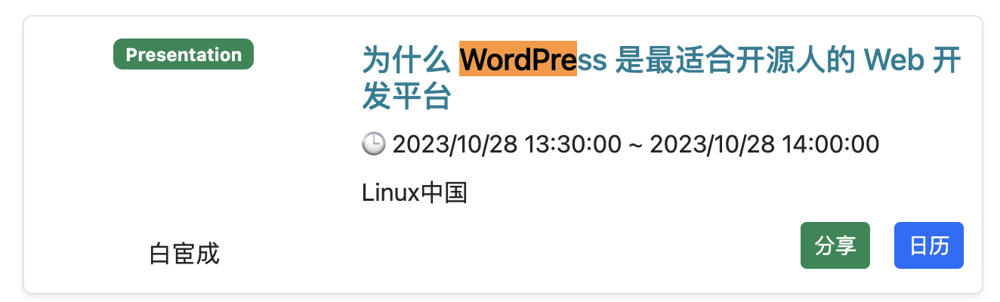 Presentation
为什么 WordPress 是最适合开源人的 Web 开
发平台
🕒 2023/10/28 13:30:00 ~ 2023/10/28 14:00:00
Linux中国
白宦成
分享
日历